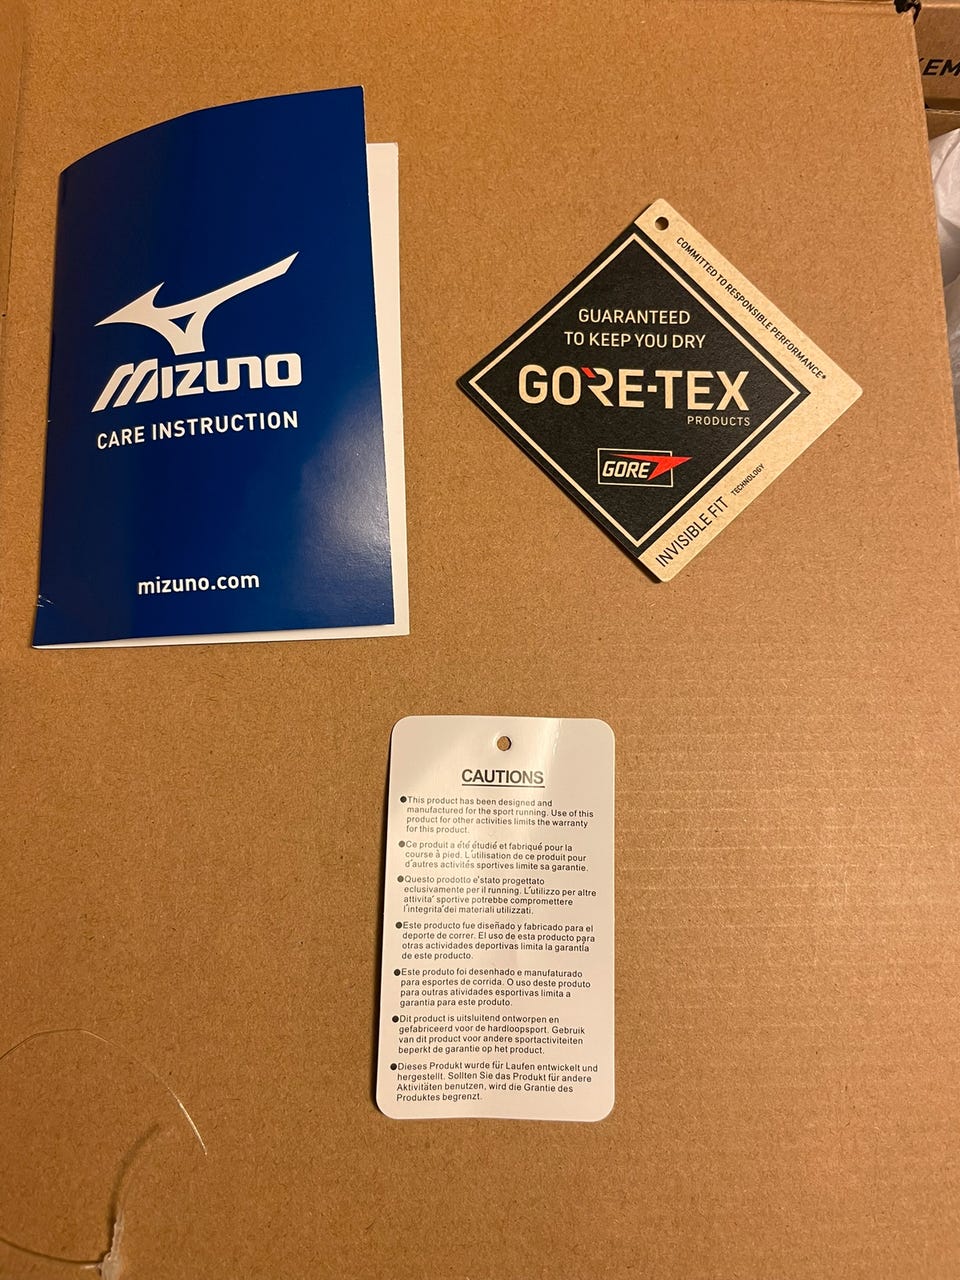 MIZUNO
CARE INSTRUCTION
mizuno.com
COMMITTED TO RESPONSIBLE PERFORMANCE*
GUARANTEED
TO KEEP YOU DRY
GORE-TEX
PRODUCTS
GORE
INVISIBLE FIT TECHNOLOGY
CAUTIONS
●This product has been designed and
manufactured for the sport running. Use of this
product for other activities limits the warranty
for this product.
●Ce produit a été étudié et fabriqué pour la
course à pied. L'utilisation de ce produit pour
d'autres activités sportives limite sa garantie.
●Questo prodotto e'stato progettato
eclusivamente per il running. L'utilizzo per altre
attivita' sportive potrebbe compromettere
l'integrita'dei materiali utilizzati.
●Este producto fue diseñado y fabricado para el
deporte de correr. El uso de esta producto para
otras actividades deportivas limita la garantía
de este producto.
●Este produto foi desenhado e manufaturado
para esportes de corrida. O uso deste produto
para outras atividades esportivas limita a
garantia para este produto.
●Dit product is uitsluitend ontworpen en
gefabriceerd voor de hardloopsport. Gebruik
van dit product voor andere sportactiviteiten
beperkt de garantie op het product.
●Dieses Produkt wurde für Laufen entwickelt und
hergestellt. Sollten Sie das Produkt für andere
Aktivitäten benutzen, wird die Grantie des
Produktes begrenzt.